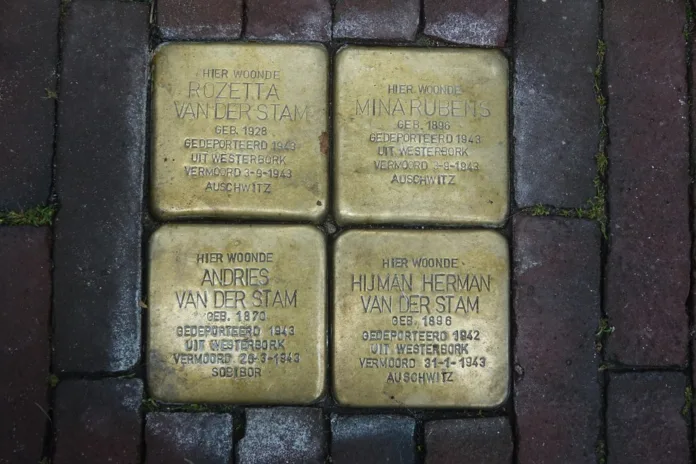 HIER WOONDE
ROZETTA
VAN DER STAM
GEB. 1928
GEDEPORTEERD 1943
UIT WESTERBORK
VERMOORD 3-9-1943
AUSCHWITZ
HIER WOONDE
MINA RUBENS
GEB. 1896
GEDEPORTEERD 1943
UIT WESTERBORK
VERMOORD 3-9-1943
AUSCHWITZ
HIER WOONDE
ANDRIES
VAN DER STAM
GEB. 1870
GEDEPORTEERD 1943
UIT WESTERBORK
VERMOORD 26-3-1943
SOBIBOR
HIER WOONDE
HIJMAN HERMAN
VAN DER STAM
GEB. 1896
GEDEPORTEERD 1942
UIT WESTERBORK
VERMOORD 31-1-1943
AUSCHWITZ